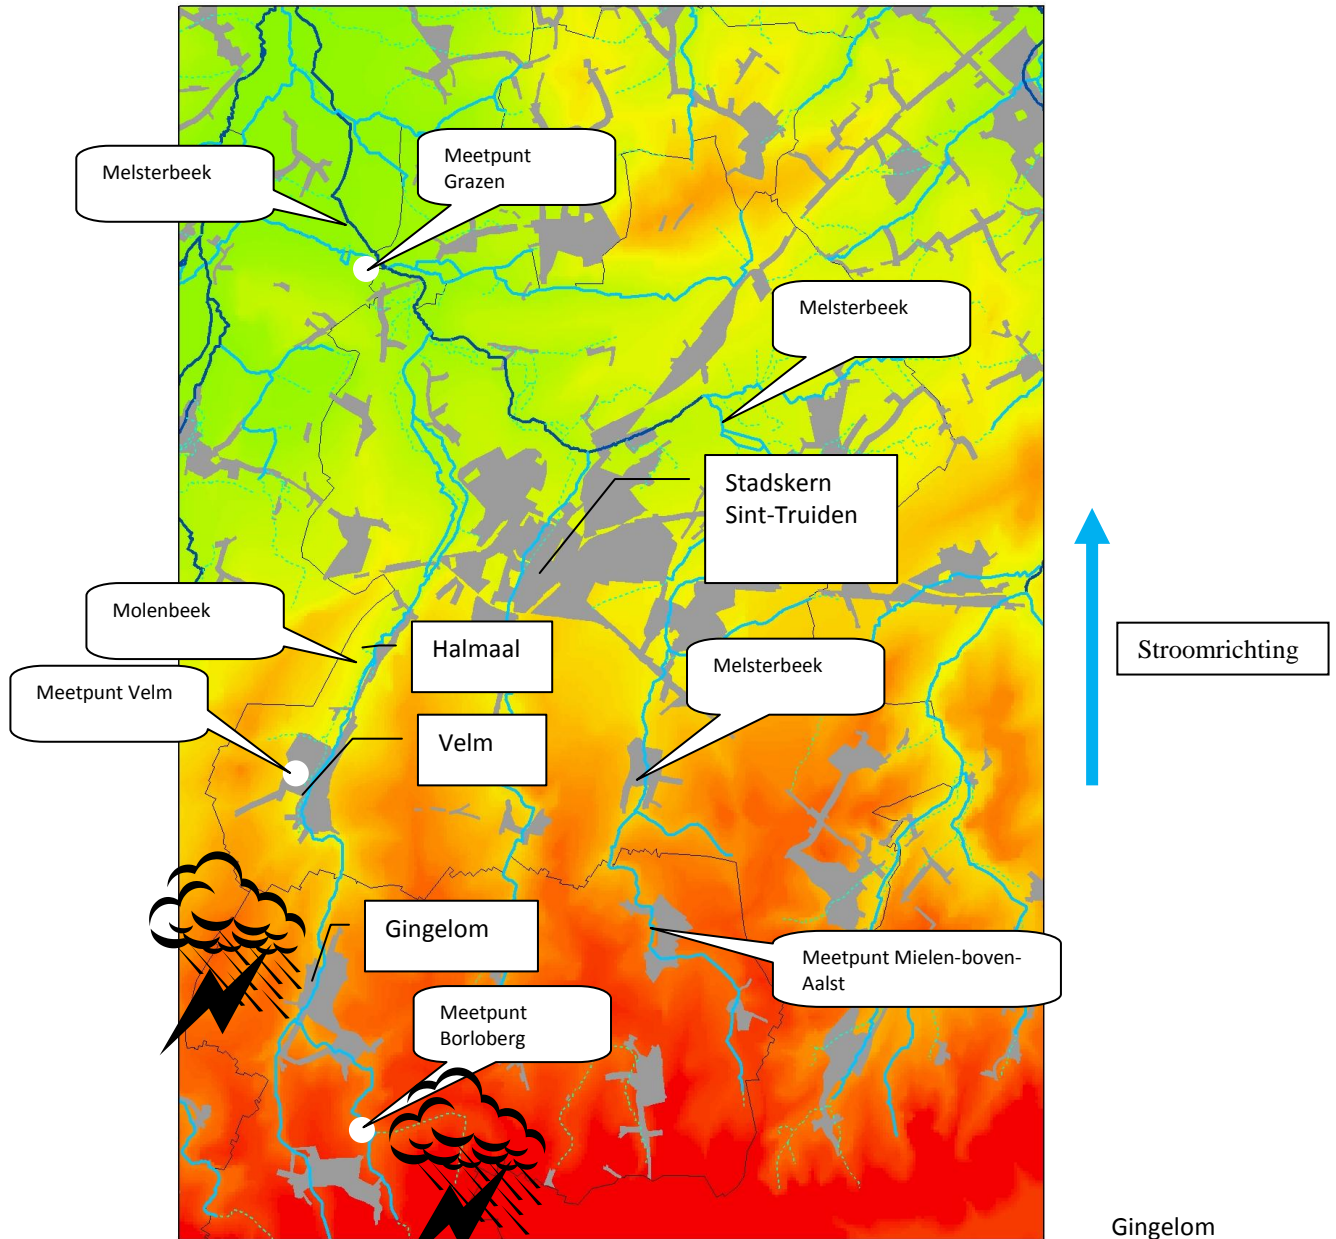 Melsterbeek
Meetpunt
Grazen
Melsterbeek
Stadskern
Sint-Truiden
Molenbeek
Halmaal
Stroomrichting
Meetpunt Velm
Melsterbeek
Velm
Gingelom
Meetpunt Mielen-boven-
Aalst
Meetpunt
Borloberg
Gingelom